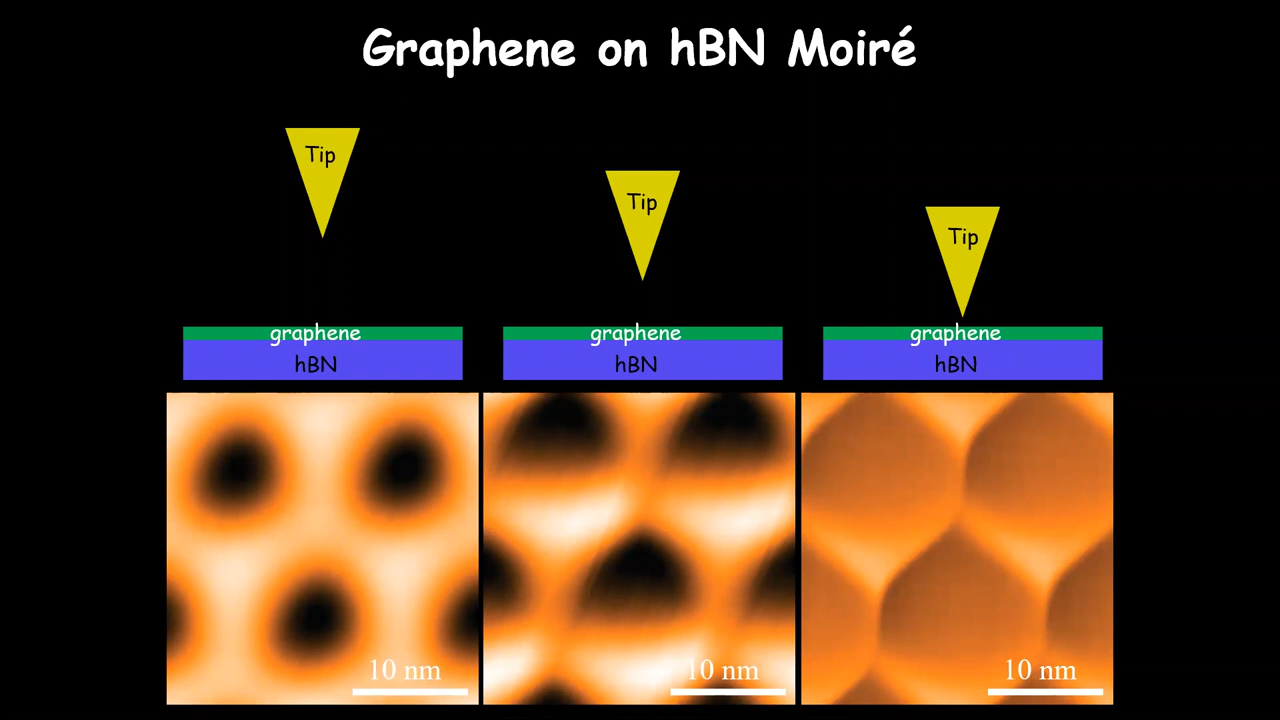 Graphene on hBN Moiré
Tip
Tip
Tip
graphene
hBN
graphene
hBN
graphene
hBN
10 nm
10 nm
10 nm